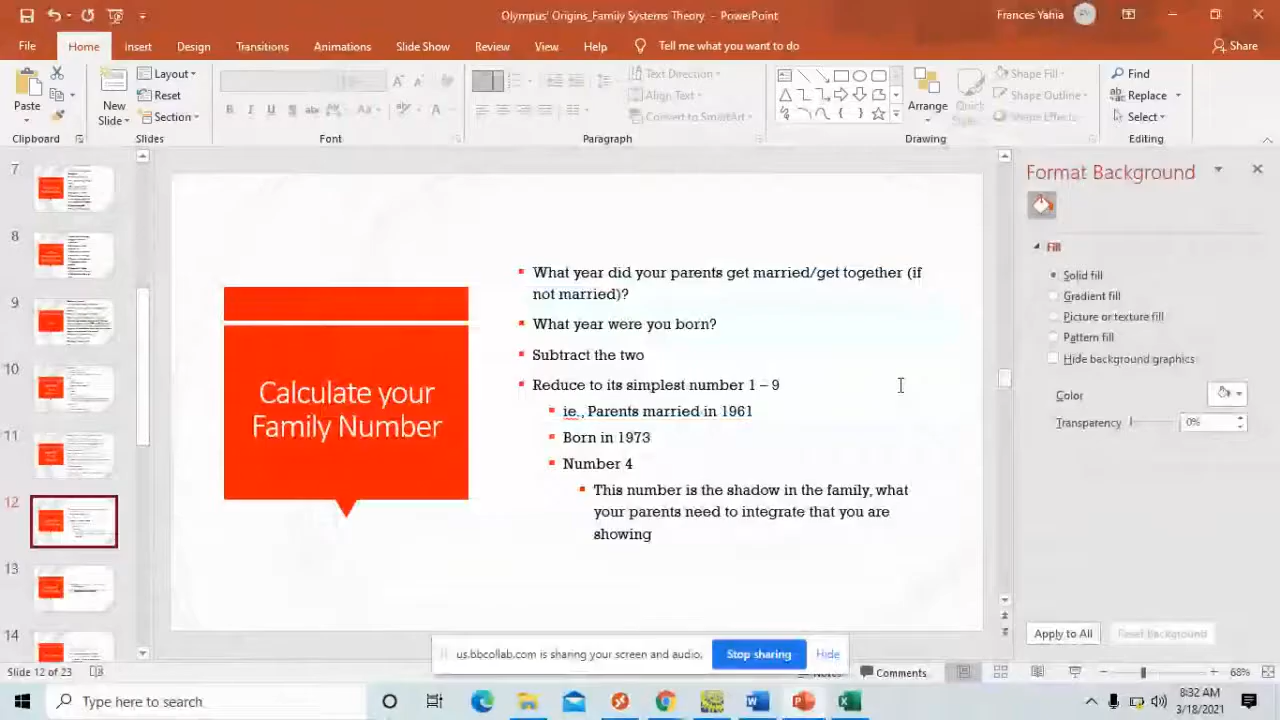 Olympus' Origins_Family Systems Theory - PowerPoint
Frances Yahia
File Home Insert Design Transitions Animations Slide Show Review View Help Tell me what you want to do Share
Paste
New Slide
Layout
Reset
Section
Text Direction
Align Text
Convert to SmartArt
Arrange
Quick
Shape Fill
Shape Outline
Shape Effects
Find
Replace
Select
Clipboard Slides Font Paragraph Drawing Editing
7
8
9
0
12
13
14
Calculate your
Family Number
What year did your parents get married/get together (if
not married)?
What year were you born?
Subtract the two
Reduce to its simplest number 1 – 9
ie., Parents married in 1961
Born in 1973
Number 4
This number is the shadow in the family, what
your parents need to integrate that you are
showing
Format Background
Fill
Solid fill
Gradient fill
Picture or texture fill
Pattern fill
Hide background graphics
Color
Transparency 0%
Apply to All Reset Background
us.bbcollab.com is sharing your screen and audio. Stop sharing Hide
Slide 12 of 23 Notes Comments 68%
Type here to search
8:32 AM
3/18/2021